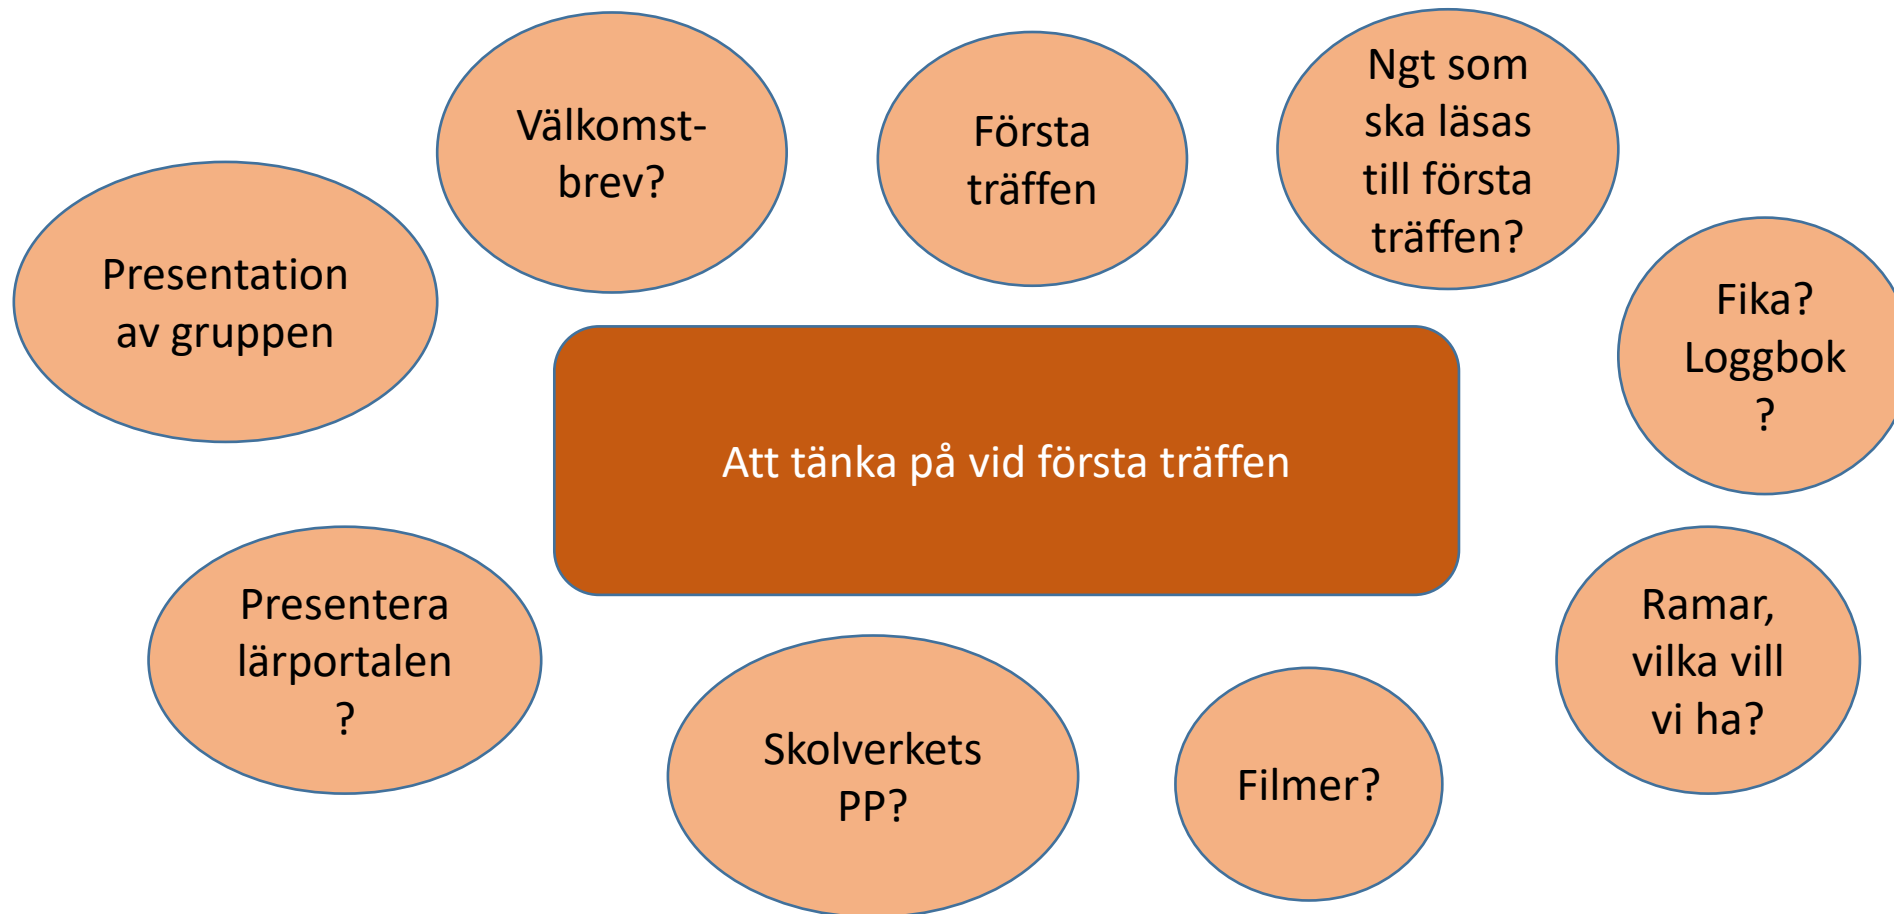 Välkomst-
brev?
Första
träffen
Ngt som
ska läsas
till första
träffen?
Presentation
av gruppen
Fika?
Loggbok
?
Att tänka på vid första träffen
Presentera
lärportalen
?
Skolverkets
PP?
Filmer?
Ramar,
vilka vill
vi ha?